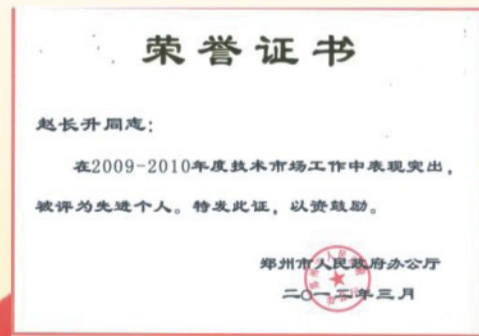 荣誉证书
赵长升同志：
在2009-2010年度技术市场工作中表现突出，
被评为先进个人。特发此证，以资鼓励。
郑州市人民政府办公厅
二〇一二年三月